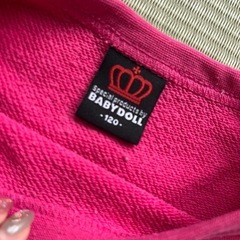 Special products by
BABYDOLL
・120・